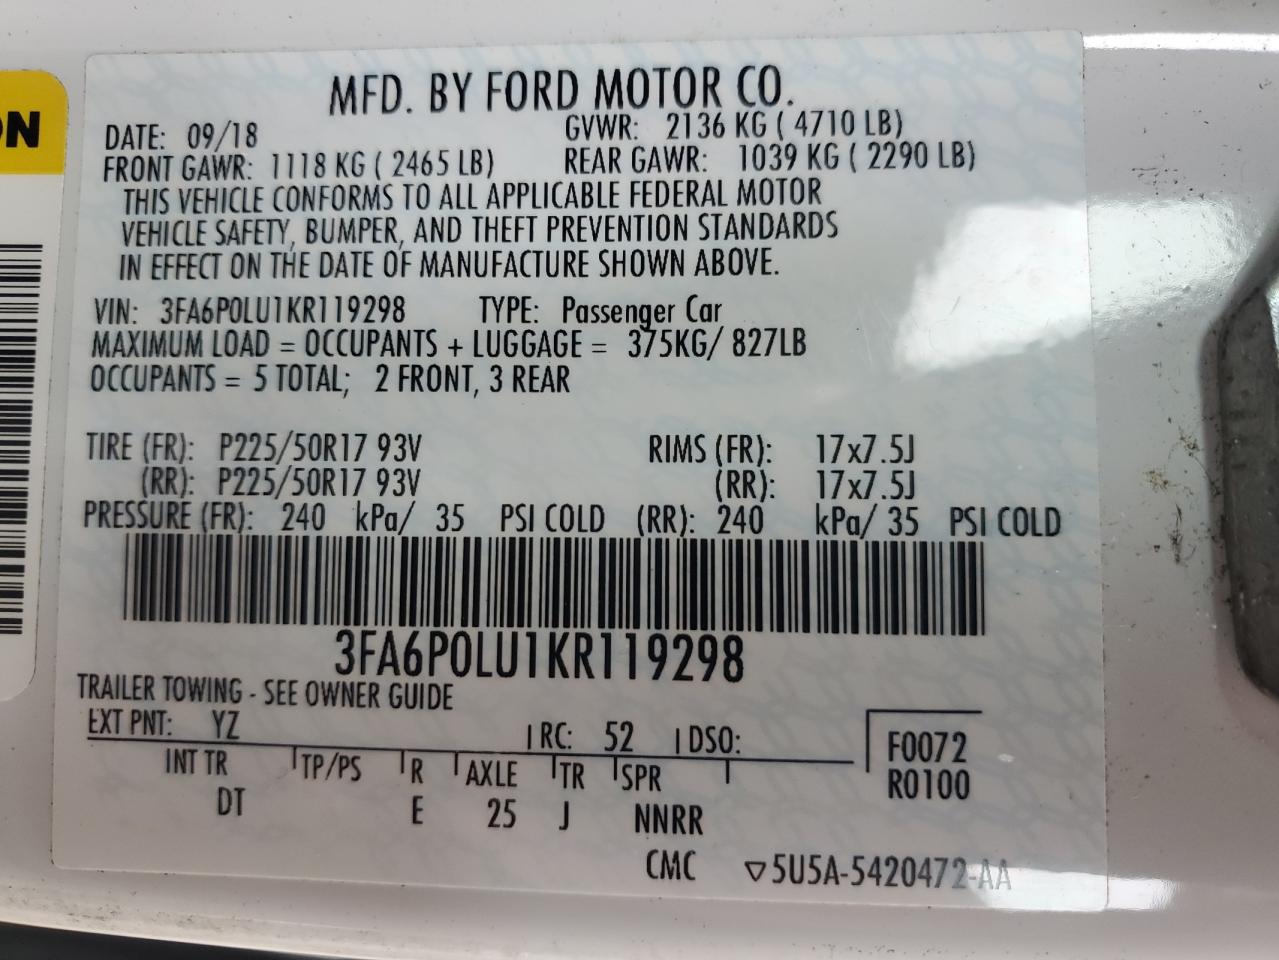 ON
MFD. BY FORD MOTOR CO.
DATE: 09/18 GVWR: 2136 KG ( 4710 LB)
FRONT GAWR: 1118 KG ( 2465 LB) REAR GAWR: 1039 KG ( 2290 LB)
THIS VEHICLE CONFORMS TO ALL APPLICABLE FEDERAL MOTOR
VEHICLE SAFETY, BUMPER, AND THEFT PREVENTION STANDARDS
IN EFFECT ON THE DATE OF MANUFACTURE SHOWN ABOVE.
VIN: 3FA6P0LU1KR119298 TYPE: Passenger Car
MAXIMUM LOAD = OCCUPANTS + LUGGAGE = 375KG/ 827LB
OCCUPANTS = 5 TOTAL; 2 FRONT, 3 REAR
TIRE (FR): P225/50R17 93V RIMS (FR): 17x7.5J
(RR): P225/50R17 93V (RR): 17x7.5J
PRESSURE (FR): 240 kPa/ 35 PSI COLD (RR): 240 kPa/ 35 PSI COLD
3FA6P0LU1KR119298
TRAILER TOWING - SEE OWNER GUIDE
EXT PNT: YZ RC: 52 DSO: F0072
INT TR TP/PS R AXLE TR SPR R0100
DT E 25 J NNRR
CMC ▽5U5A-5420472-AA